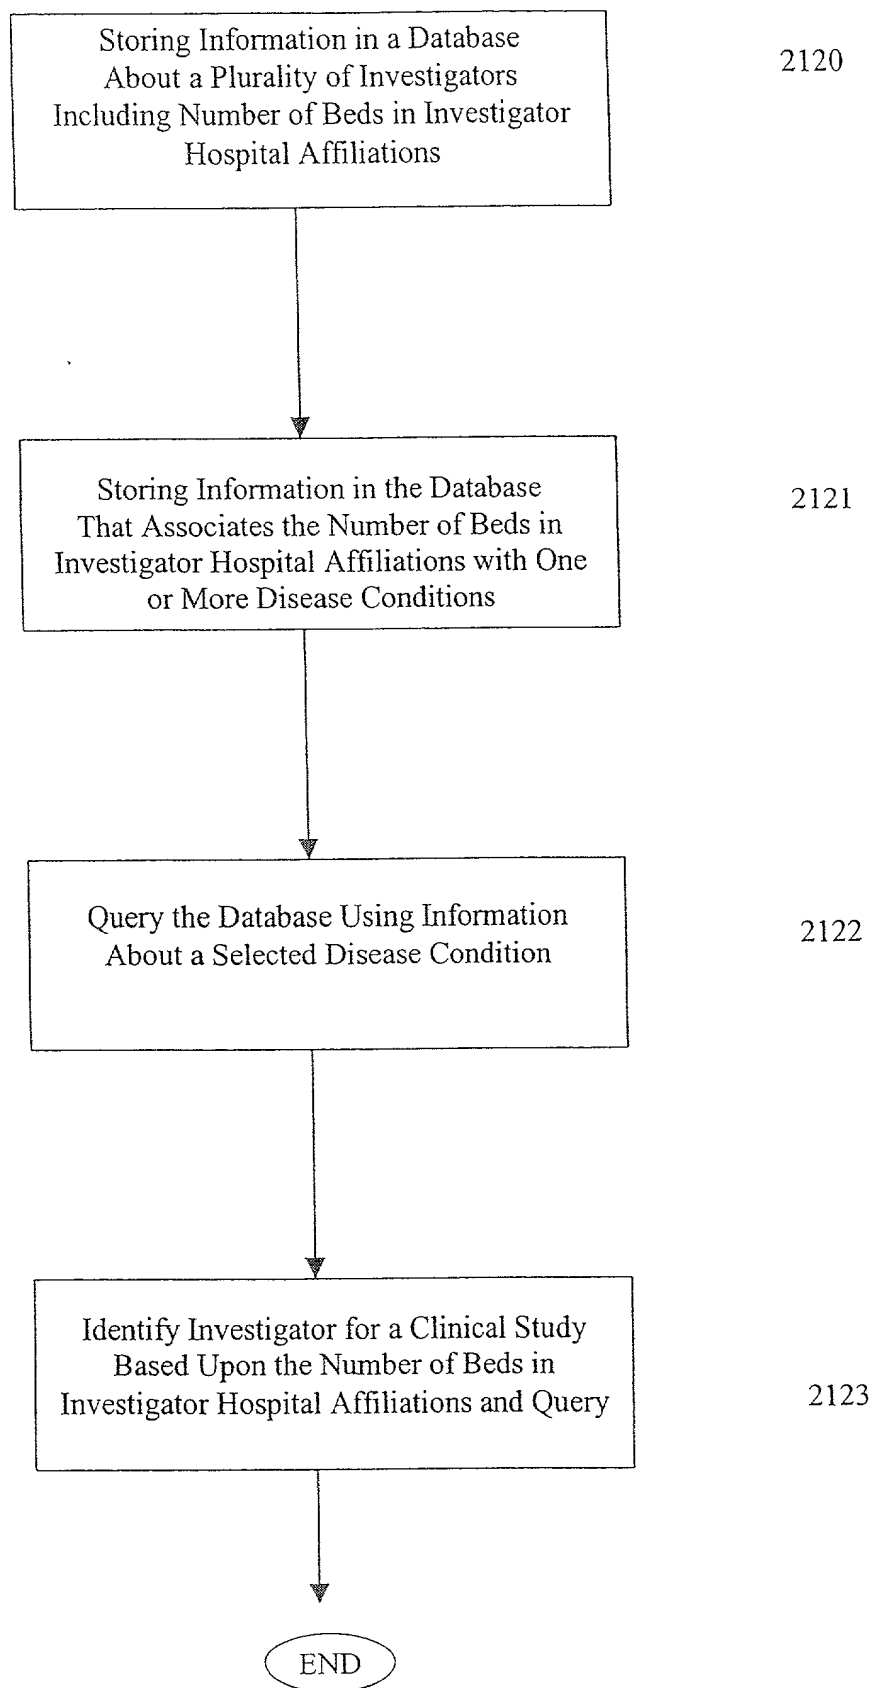 Storing Information in a Database
About a Plurality of Investigators
Including Number of Beds in Investigator
Hospital Affiliations
2120
Storing Information in the Database
That Associates the Number of Beds in
Investigator Hospital Affiliations with One
or More Disease Conditions
2121
Query the Database Using Information
About a Selected Disease Condition
2122
Identify Investigator for a Clinical Study
Based Upon the Number of Beds in
Investigator Hospital Affiliations and Query
2123
END